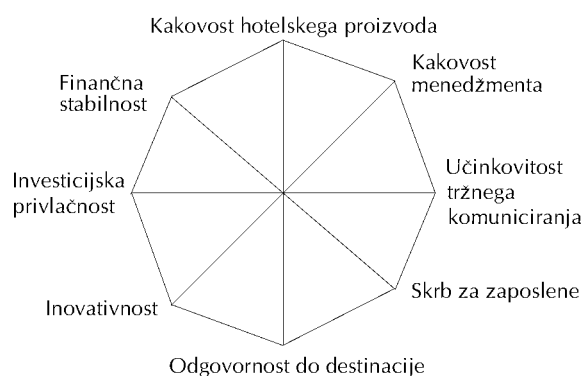 Kakovost hotelskega proizvoda
Kakovost
menedžmenta
Učinkovitost
tržnega
komuniciranja
Skrb za zaposlene
Odgovornost do destinacije
Inovativnost
Investicijska
privlačnost
Finančna
stabilnost